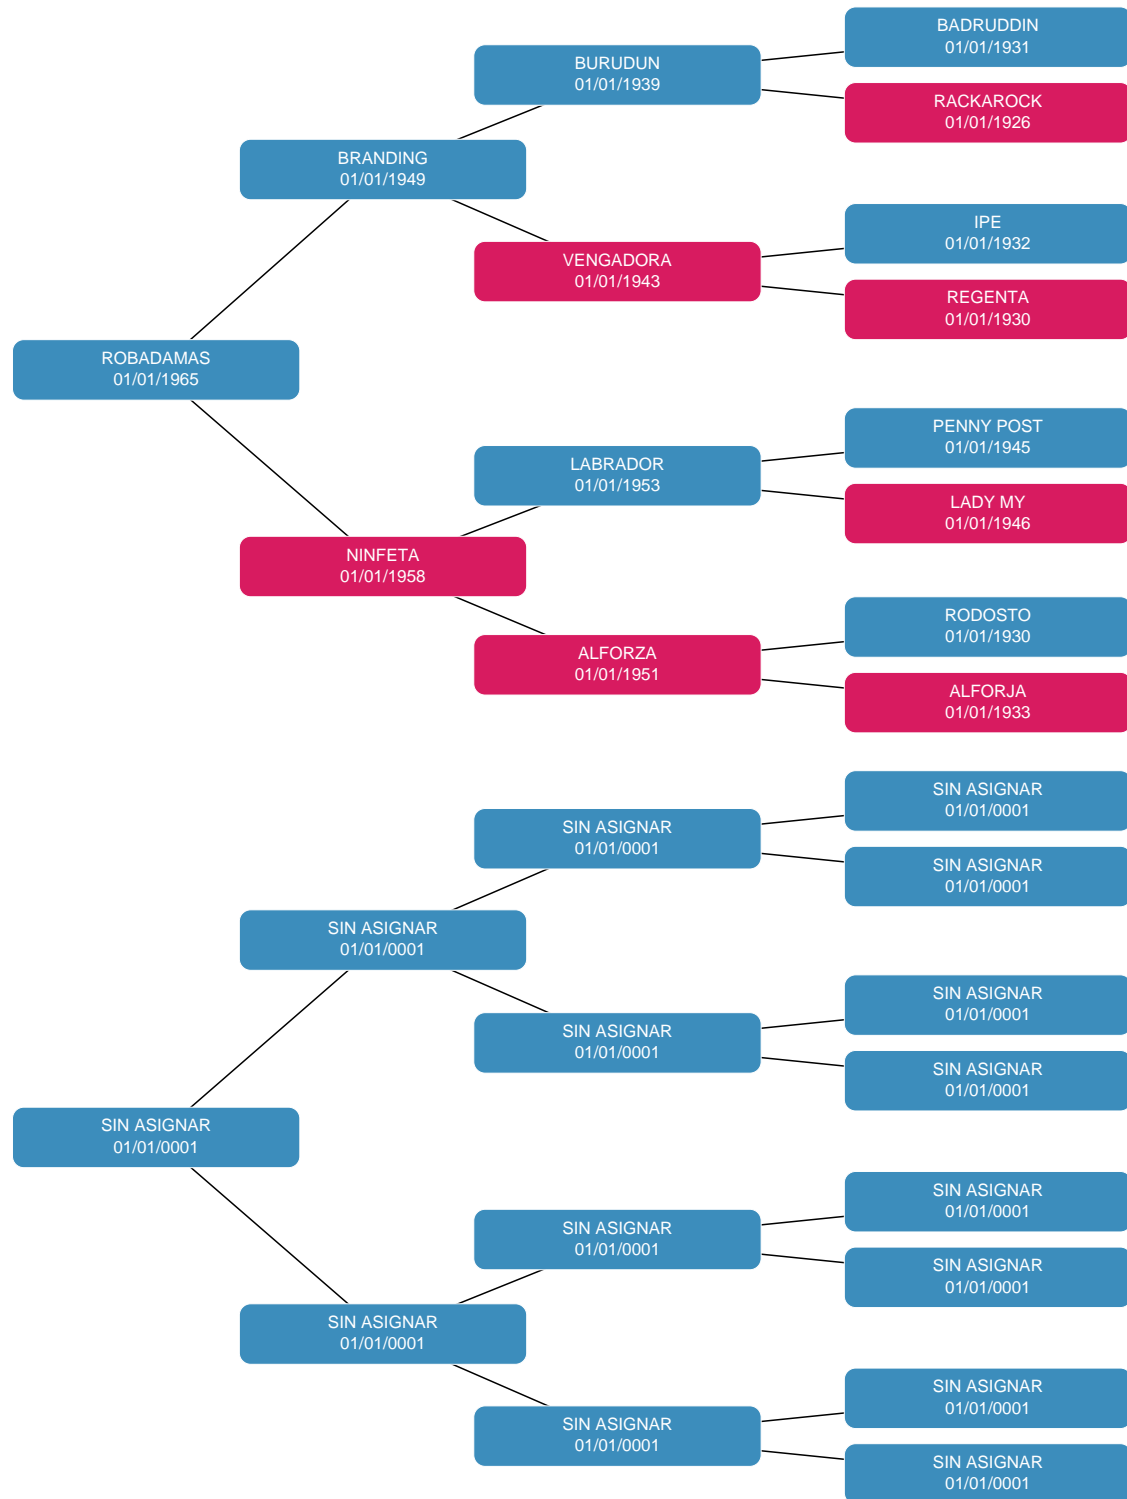 BADRUDDIN
01/01/1931
BURUDUN
01/01/1939
RACKAROCK
01/01/1926
BRANDING
01/01/1949
IPE
01/01/1932
VENGADORA
01/01/1943
REGENTA
01/01/1930
ROBADAMAS
01/01/1965
PENNY POST
01/01/1945
LABRADOR
01/01/1953
LADY MY
01/01/1946
NINFETA
01/01/1958
RODOSTO
01/01/1930
ALFORZA
01/01/1951
ALFORJA
01/01/1933
SIN ASIGNAR
01/01/0001
SIN ASIGNAR
01/01/0001
SIN ASIGNAR
01/01/0001
SIN ASIGNAR
01/01/0001
SIN ASIGNAR
01/01/0001
SIN ASIGNAR
01/01/0001
SIN ASIGNAR
01/01/0001
SIN ASIGNAR
01/01/0001
SIN ASIGNAR
01/01/0001
SIN ASIGNAR
01/01/0001
SIN ASIGNAR
01/01/0001
SIN ASIGNAR
01/01/0001
SIN ASIGNAR
01/01/0001
SIN ASIGNAR
01/01/0001
SIN ASIGNAR
01/01/0001